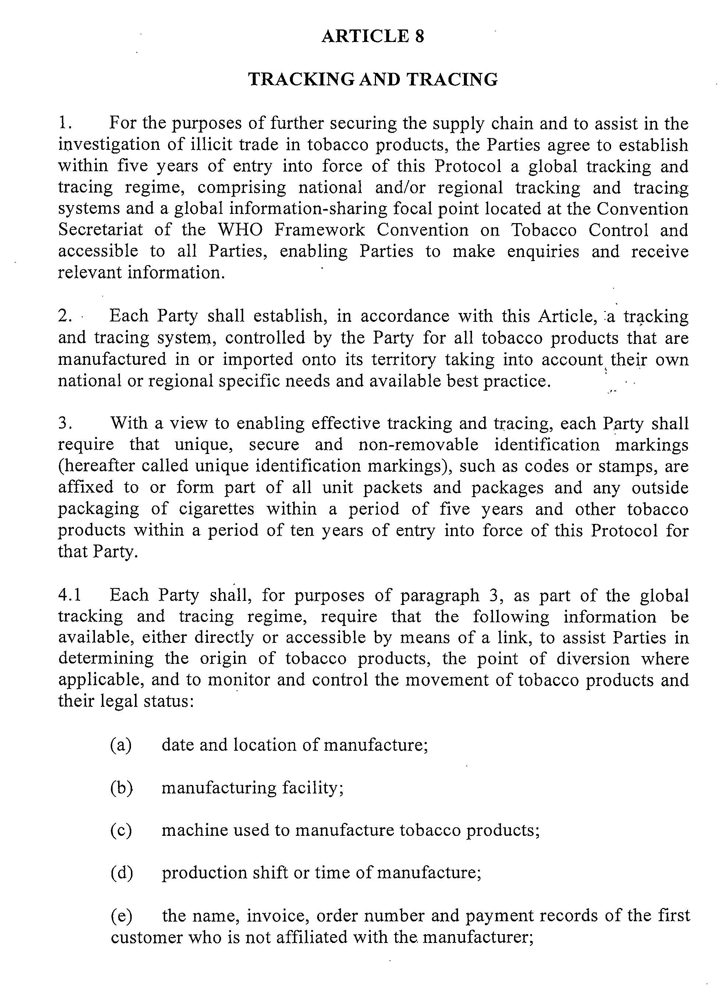 ARTICLE 8
TRACKING AND TRACING
1. For the purposes of further securing the supply chain and to assist in the
investigation of illicit trade in tobacco products, the Parties agree to establish
within five years of entry into force of this Protocol a global tracking and
tracing regime, comprising national and/or regional tracking and tracing
systems and a global information-sharing focal point located at the Convention
Secretariat of the WHO Framework Convention on Tobacco Control and
accessible to all Parties, enabling Parties to make enquiries and receive
relevant information.
2. Each Party shall establish, in accordance with this Article, a tracking
and tracing system, controlled by the Party for all tobacco products that are
manufactured in or imported onto its territory taking into account their own
national or regional specific needs and available best practice.
3. With a view to enabling effective tracking and tracing, each Party shall
require that unique, secure and non-removable identification markings
(hereafter called unique identification markings), such as codes or stamps, are
affixed to or form part of all unit packets and packages and any outside
packaging of cigarettes within a period of five years and other tobacco
products within a period of ten years of entry into force of this Protocol for
that Party.
4.1 Each Party shall, for purposes of paragraph 3, as part of the global
tracking and tracing regime, require that the following information be
available, either directly or accessible by means of a link, to assist Parties in
determining the origin of tobacco products, the point of diversion where
applicable, and to monitor and control the movement of tobacco products and
their legal status:
(a) date and location of manufacture;
(b) manufacturing facility;
(c) machine used to manufacture tobacco products;
(d) production shift or time of manufacture;
(e) the name, invoice, order number and payment records of the first
customer who is not affiliated with the manufacturer;